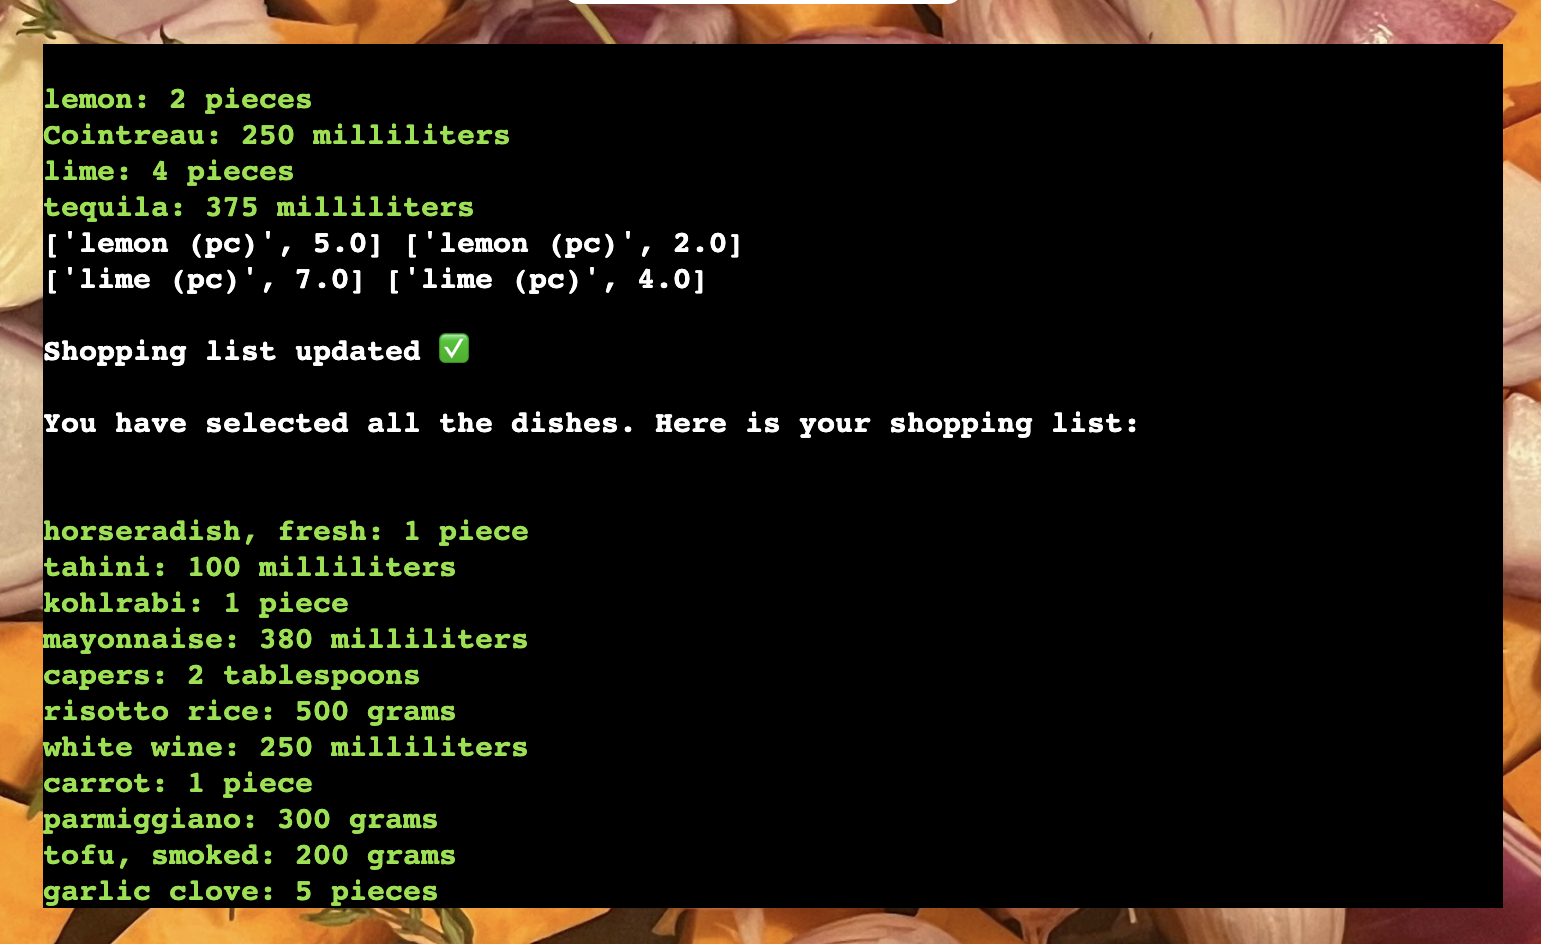 lemon: 2 pieces
Cointreau: 250 milliliters
lime: 4 pieces
tequila: 375 milliliters
['lemon (pc)', 5.0] ['lemon (pc)', 2.0]
['lime (pc)', 7.0] ['lime (pc)', 4.0]
Shopping list updated ✅
You have selected all the dishes. Here is your shopping list:
horseradish, fresh: 1 piece
tahini: 100 milliliters
kohlrabi: 1 piece
mayonnaise: 380 milliliters
capers: 2 tablespoons
risotto rice: 500 grams
white wine: 250 milliliters
carrot: 1 piece
parmiggiano: 300 grams
tofu, smoked: 200 grams
garlic clove: 5 pieces